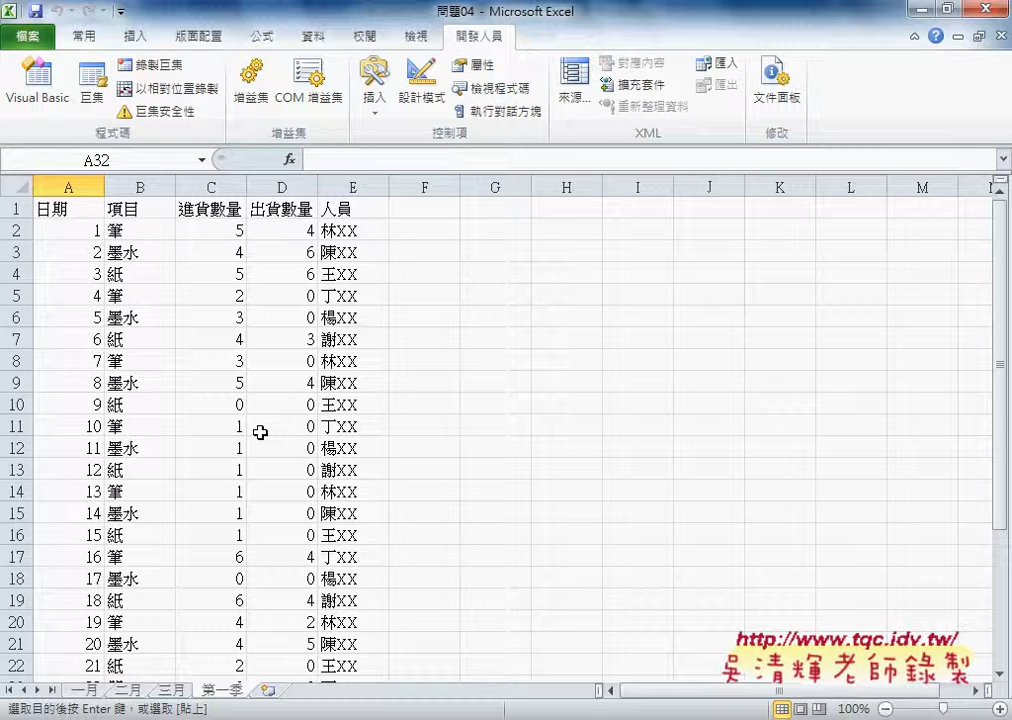 問題04 - Microsoft Excel
檔案 常用 插入 版面配置 公式 資料 校閱 檢視 開發人員
Visual Basic 巨集 錄製巨集 以相對位置錄製 巨集安全性 程式碼
增益集 COM 增益集 增益集
插入 設計模式 屬性 檢視程式碼 執行對話方塊 控制項
來源... 對應內容 擴充套件 重新整理資料 匯入 匯出 XML
文件面板 修改
A32 fx
A B C D E F G H I J K L M
1 日期 項目 進貨數量 出貨數量 人員
2 1 筆 5 4 林XX
3 2 墨水 4 6 陳XX
4 3 紙 5 6 王XX
5 4 筆 2 0 丁XX
6 5 墨水 3 0 楊XX
7 6 紙 4 3 謝XX
8 7 筆 3 0 林XX
9 8 墨水 5 4 陳XX
10 9 紙 0 0 王XX
11 10 筆 1 0 丁XX
12 11 墨水 1 0 楊XX
13 12 紙 1 0 謝XX
14 13 筆 1 0 林XX
15 14 墨水 1 0 陳XX
16 15 紙 1 0 王XX
17 16 筆 6 4 丁XX
18 17 墨水 0 0 楊XX
19 18 紙 6 4 謝XX
20 19 筆 4 2 林XX
21 20 墨水 4 5 陳XX
22 21 紙 2 0 王XX
http://www.tqc.idv.tw/
吳清輝老師錄製
一月 二月 三月 第一季
選取目的後按 Enter 鍵，或選取 [貼上] 100%